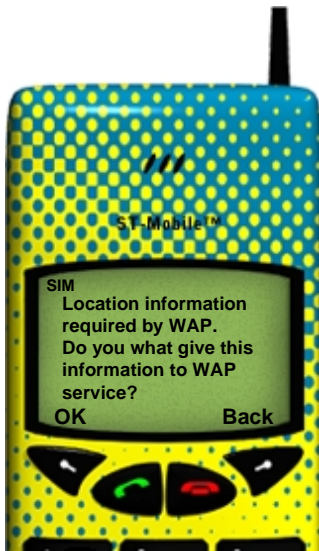 ST-Mobile™
SIM
Location information
required by WAP.
Do you what give this
information to WAP
service?
OK Back